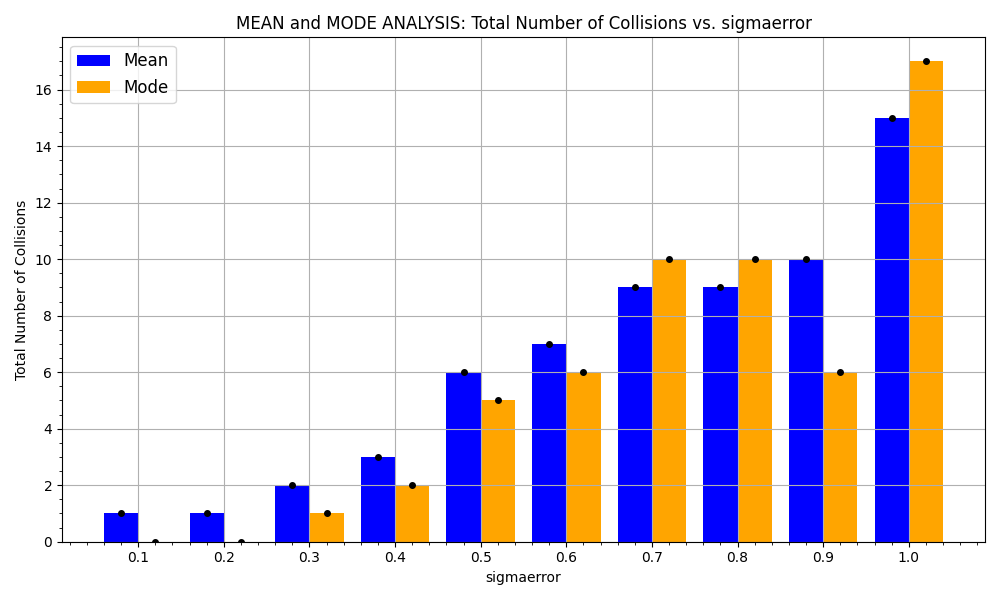 MEAN and MODE ANALYSIS: Total Number of Collisions vs. sigmaerror
Mean
Mode
Total Number of Collisions
16
14
12
10
8
6
4
2
0
0.1 0.2 0.3 0.4 0.5 0.6 0.7 0.8 0.9 1.0
sigmaerror